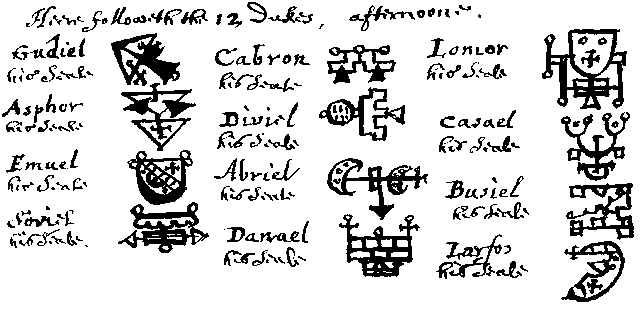 Here followeth the 12 Dukes, afternoone.
Gudiel
his Seale
Asphor
his Seale
Emuel
his Seale
Soviel
his Seale.
Cabron
his Seale
Diviel
his Seale
Abriel
his Seale
Danael
his Seale
Lomor
his Seale
Casael
his Seale
Busiel
his Seale
Larfos
his Seale